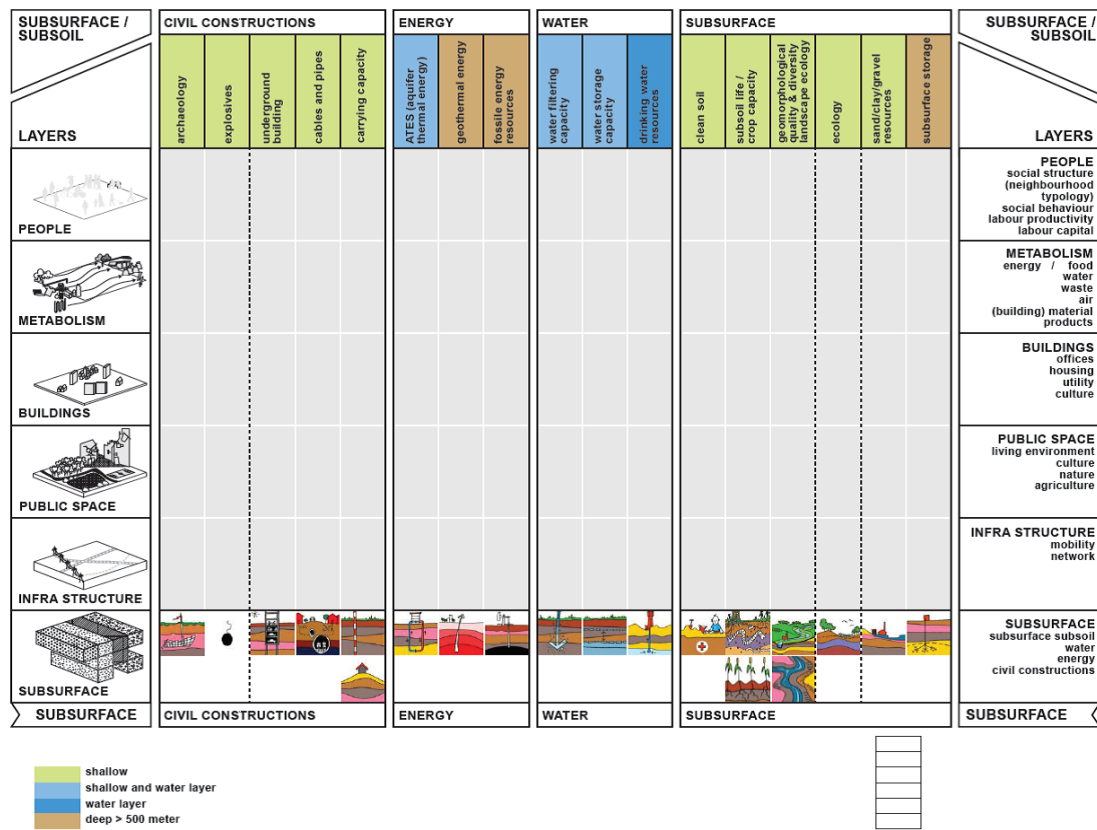 SUBSURFACE /
SUBSOIL
LAYERS
CIVIL CONSTRUCTIONS
archaeology
explosives
underground
building
cables and pipes
carrying capacity
ENERGY
ATES (aquifer
thermal energy)
geothermal energy
fossile energy
resources
WATER
water filtering
capacity
water storage
capacity
drinking water
resources
SUBSURFACE
clean soil
subsoil life /
crop capacity
geomorphological
quality & diversity
landscape ecology
ecology
sand/clay/gravel
resources
subsurface storage
SUBSURFACE /
SUBSOIL
LAYERS
PEOPLE
PEOPLE
social structure
(neighbourhood
typology)
social behaviour
labour productivity
labour capital
METABOLISM
METABOLISM
energy / food
water
waste
air
(building) material
products
BUILDINGS
BUILDINGS
offices
housing
utility
culture
PUBLIC SPACE
PUBLIC SPACE
living environment
culture
nature
agriculture
INFRA STRUCTURE
INFRA STRUCTURE
mobility
network
SUBSURFACE
SUBSURFACE
subsurface subsoil
water
energy
civil constructions
SUBSURFACE
CIVIL CONSTRUCTIONS
ENERGY
WATER
SUBSURFACE
SUBSURFACE
shallow
shallow and water layer
water layer
deep > 500 meter